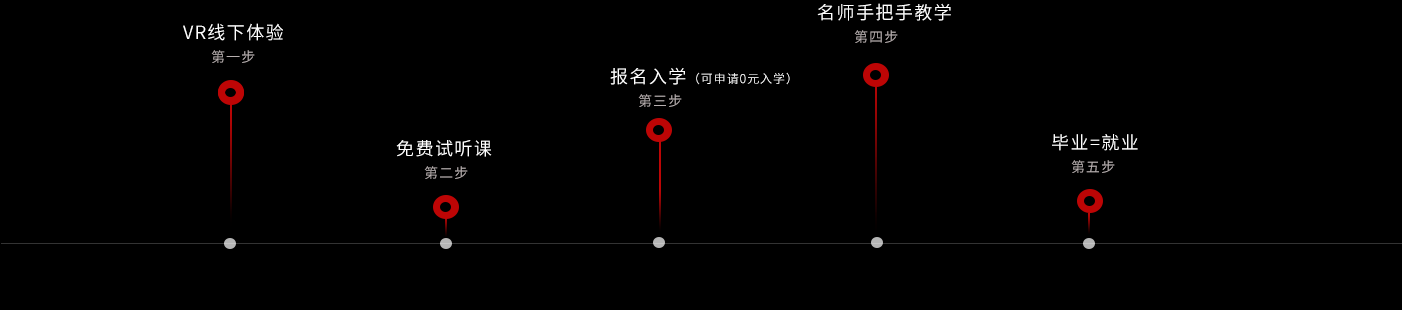 VR线下体验
第一步
免费试听课
第二步
报名入学（可申请0元入学）
第三步
名师手把手教学
第四步
毕业=就业
第五步